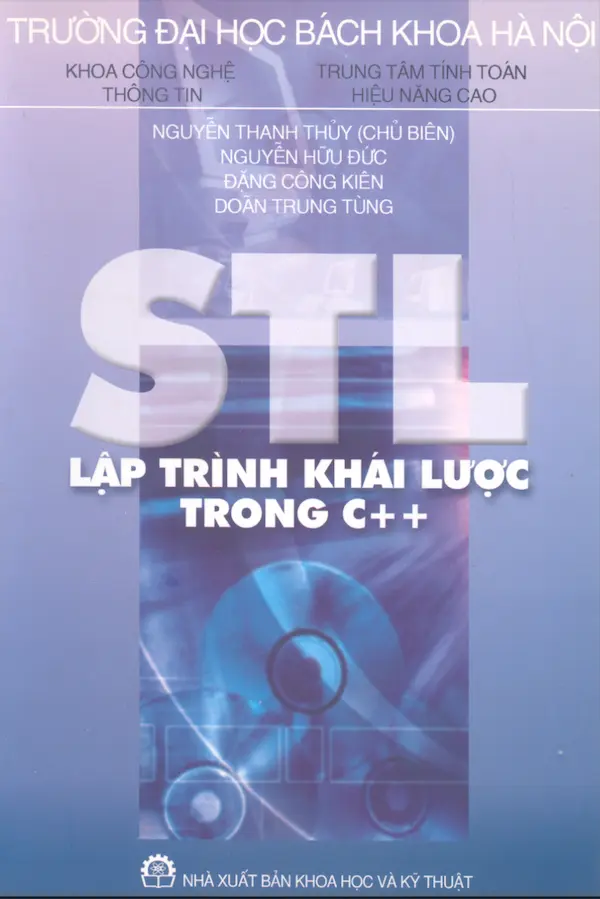 TRƯỜNG ĐẠI HỌC BÁCH KHOA HÀ NỘI
KHOA CÔNG NGHỆ
THÔNG TIN
TRUNG TÂM TÍNH TOÁN
HIỆU NĂNG CAO
NGUYỄN THANH THỦY (CHỦ BIÊN)
NGUYỄN HỮU ĐỨC
ĐẶNG CÔNG KIÊN
DOÃN TRUNG TÙNG
STL
LẬP TRÌNH KHÁI LƯỢC
TRONG C++
NHÀ XUẤT BẢN KHOA HỌC VÀ KỸ THUẬT